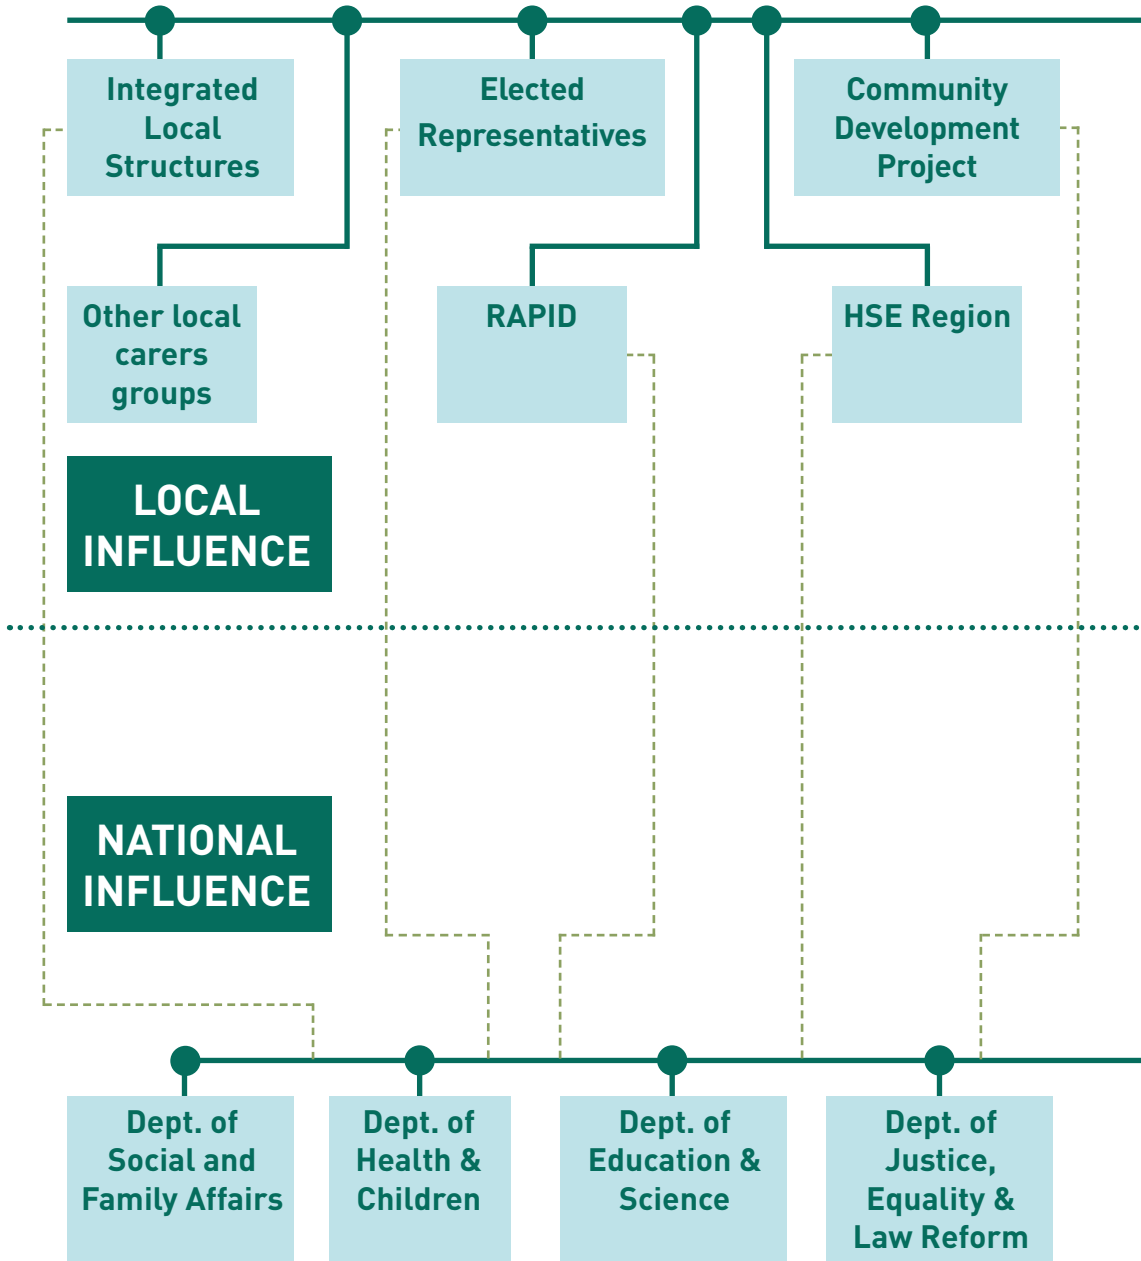 Integrated
Local
Structures
Elected
Representatives
Community
Development
Project
Other local
carers
groups
RAPID
HSE Region
LOCAL
INFLUENCE
NATIONAL
INFLUENCE
Dept. of
Social and
Family Affairs
Dept. of
Health &
Children
Dept. of
Education &
Science
Dept. of
Justice,
Equality &
Law Reform